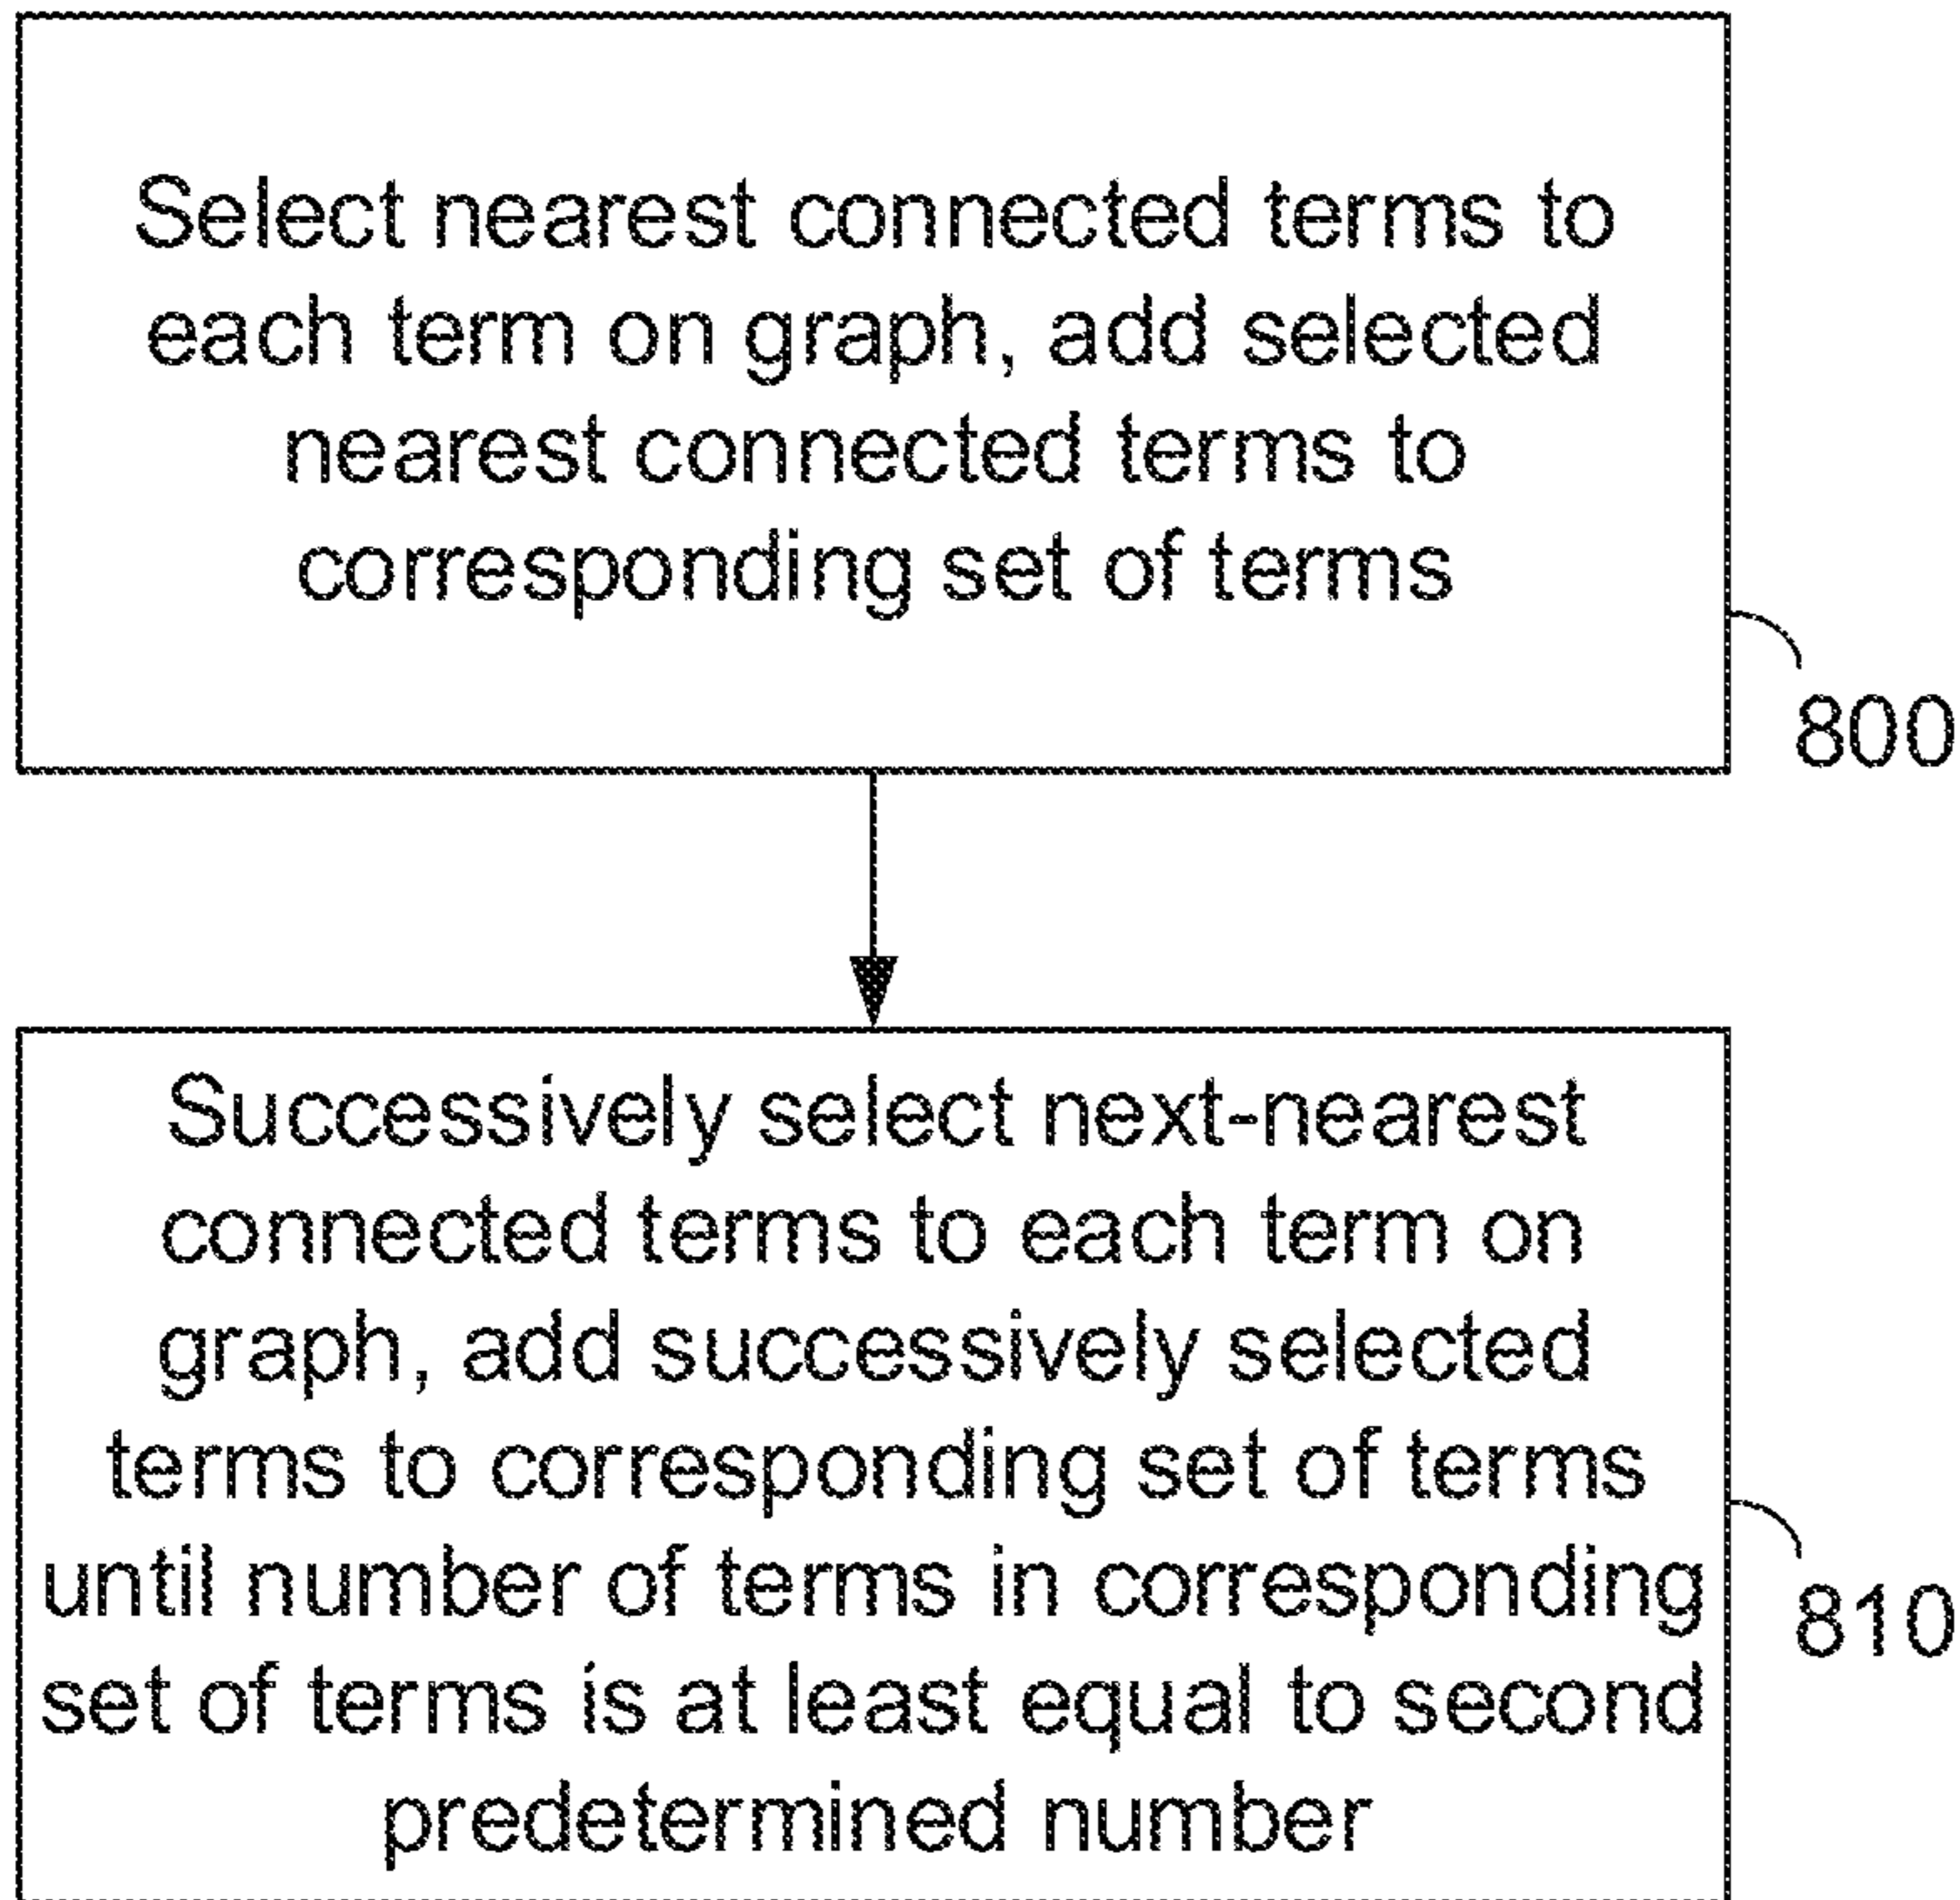 Select nearest connected terms to
each term on graph, add selected
nearest connected terms to
corresponding set of terms
800
Successively select next-nearest
connected terms to each term on
graph, add successively selected
terms to corresponding set of terms
until number of terms in corresponding
set of terms is at least equal to second
predetermined number
810